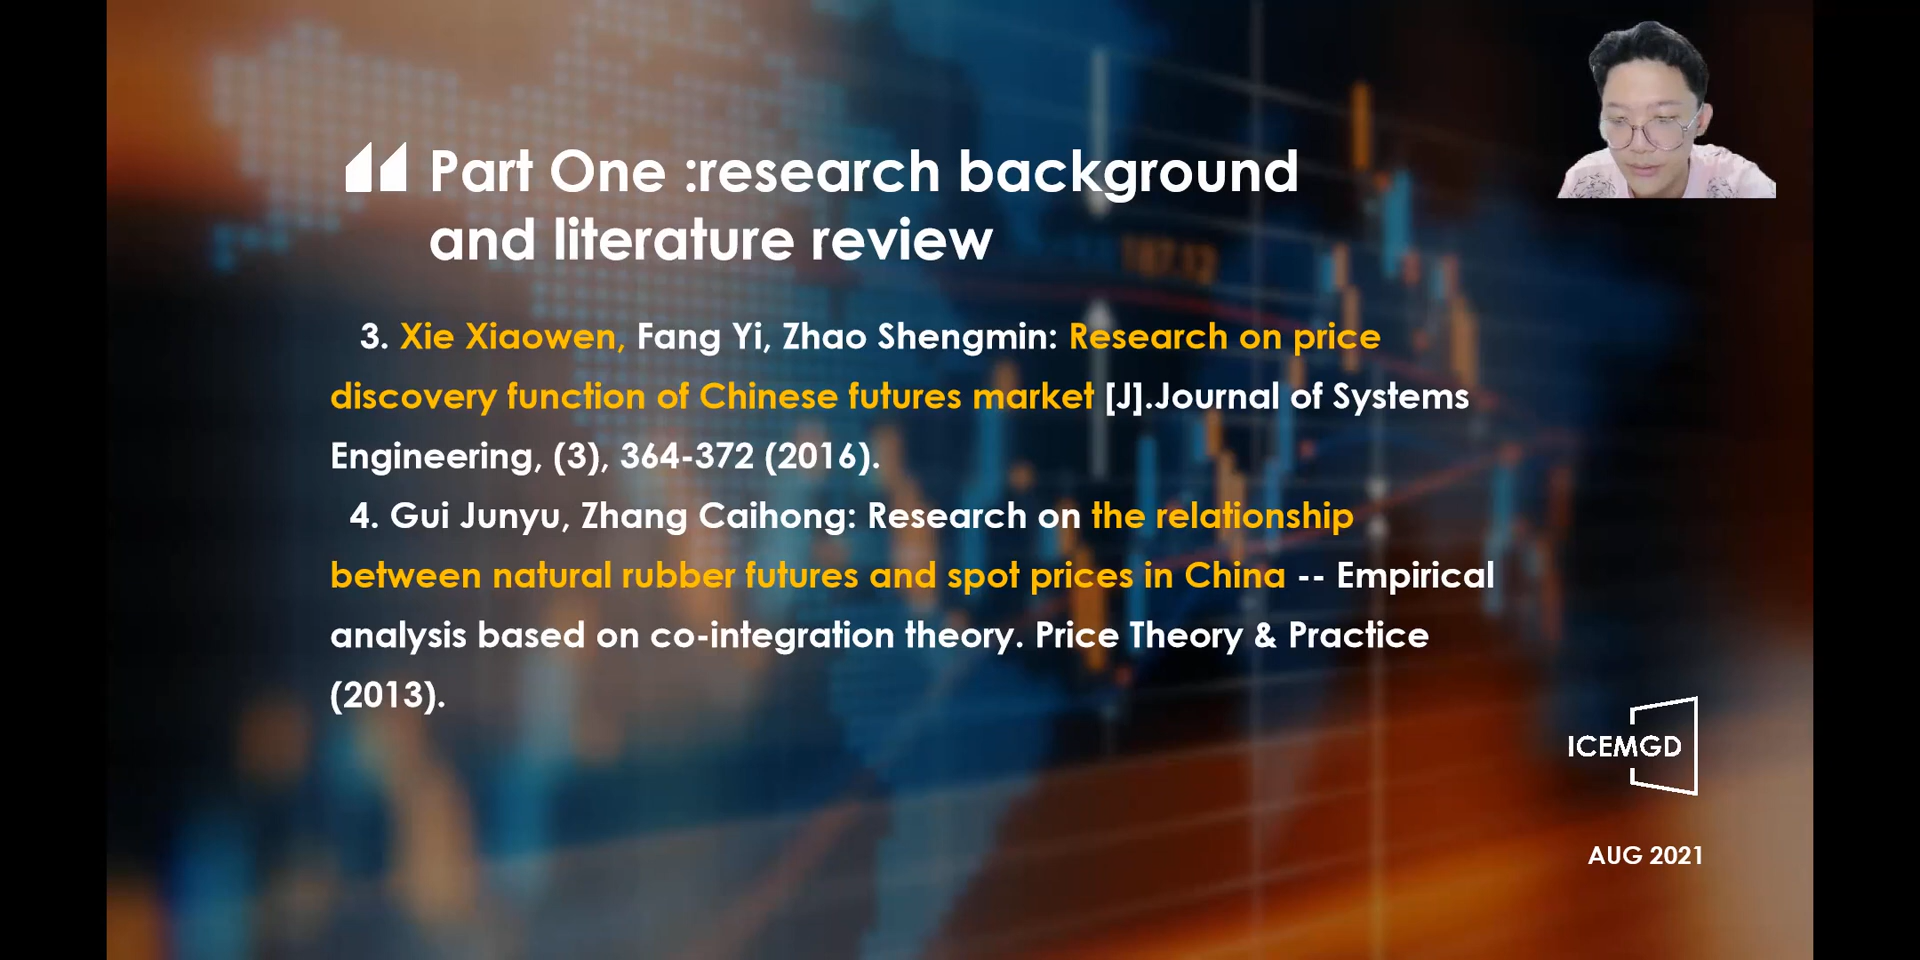 Part One :research background
and literature review
187.12
3. Xie Xiaowen, Fang Yi, Zhao Shengmin: Research on price
discovery function of Chinese futures market [J].Journal of Systems
Engineering, (3), 364-372 (2016).
4. Gui Junyu, Zhang Caihong: Research on the relationship
between natural rubber futures and spot prices in China -- Empirical
analysis based on co-integration theory. Price Theory & Practice
(2013).
ICEMGD
AUG 2021